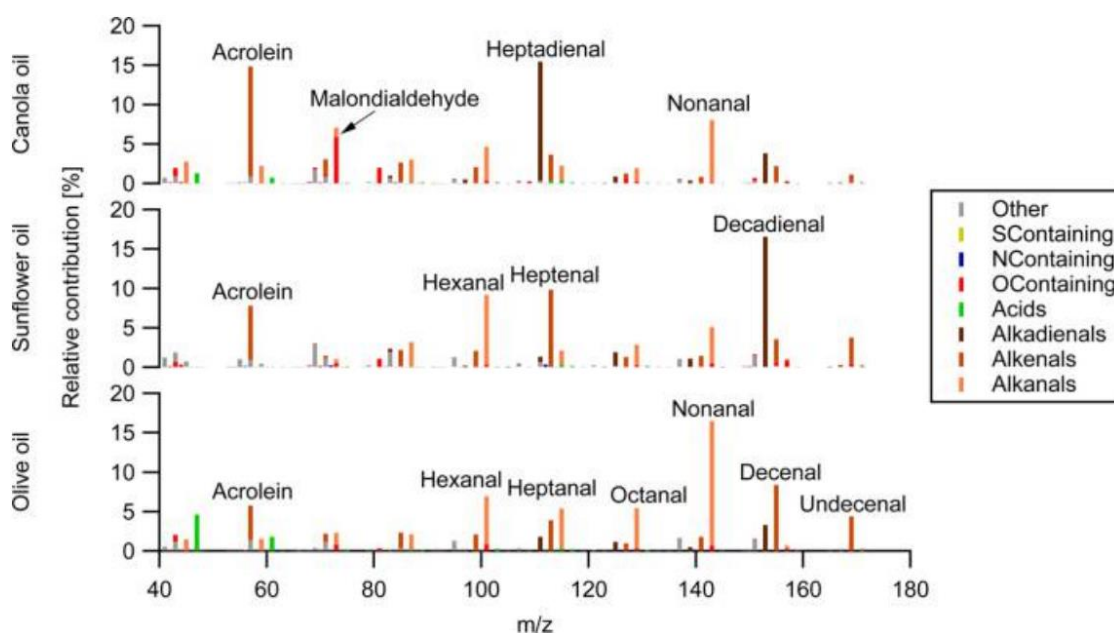 Canola oil
Sunflower oil
Olive oil
Relative contribution [%]
20
15
10
5
0
Acrolein
Malondialdehyde
Heptadienal
Nonanal
20
15
10
5
0
Acrolein
Hexanal
Heptenal
Decadienal
20
15
10
5
0
Acrolein
Hexanal
Heptanal
Octanal
Nonanal
Decenal
Undecenal
40 60 80 100 120 140 160 180
m/z
Other
SContaining
NContaining
OContaining
Acids
Alkadienals
Alkenals
Alkanals